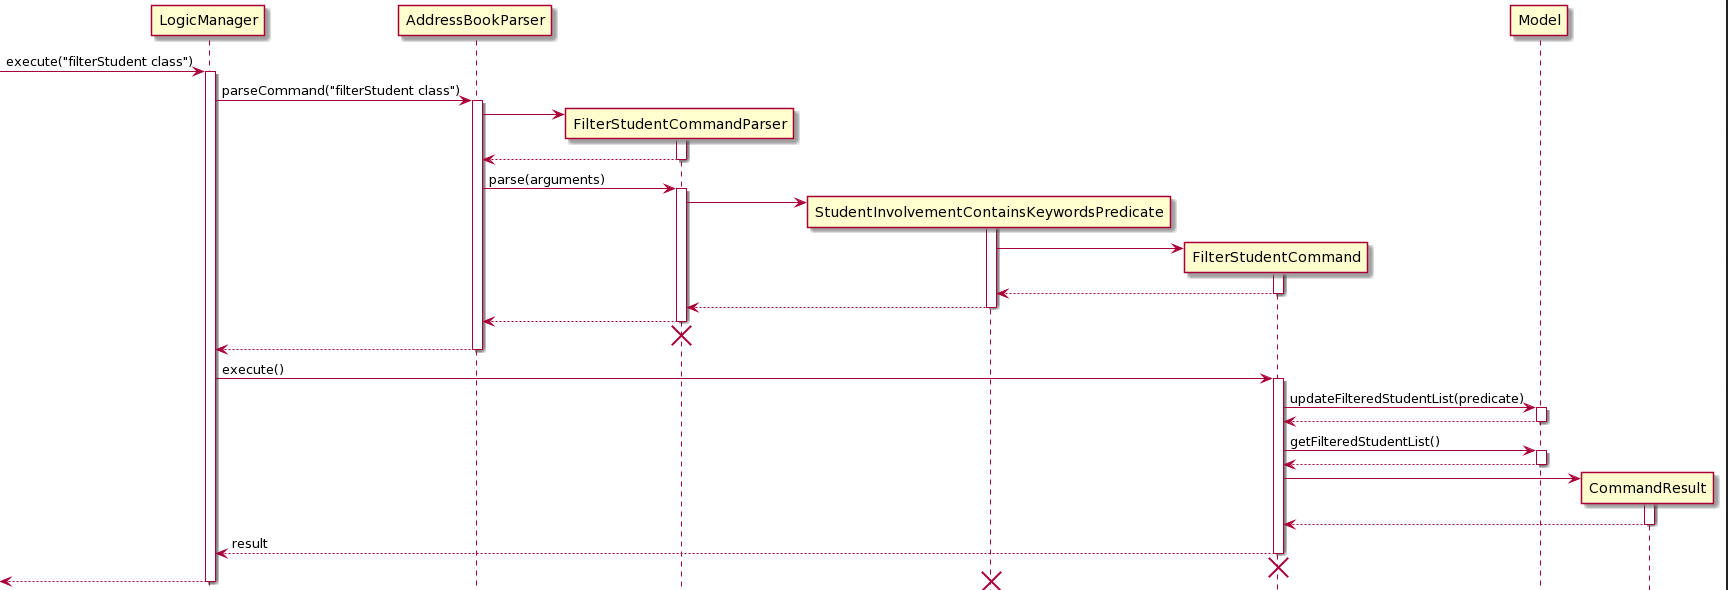 LogicManager
AddressBookParser
Model
execute("filterStudent class")
parseCommand("filterStudent class")
FilterStudentCommandParser
parse(arguments)
StudentInvolvementContainsKeywordsPredicate
FilterStudentCommand
execute()
updateFilteredStudentList(predicate)
getFilteredStudentList()
CommandResult
result